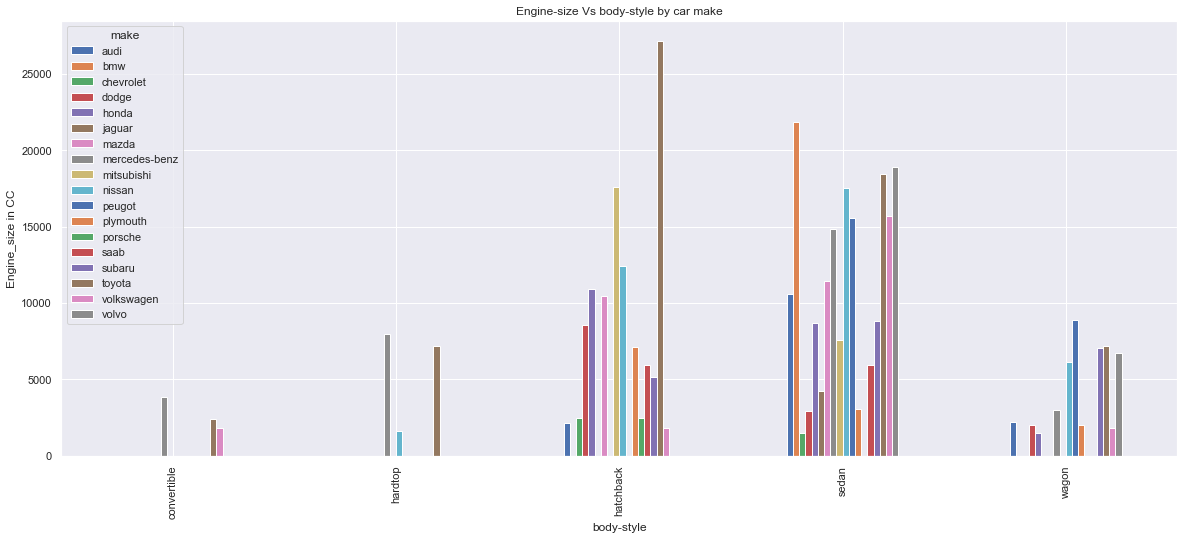 Engine-size Vs body-style by car make
make
audi
bmw
chevrolet
dodge
honda
jaguar
mazda
mercedes-benz
mitsubishi
nissan
peugot
plymouth
porsche
saab
subaru
toyota
volkswagen
volvo
Engine_size in CC
25000
20000
15000
10000
5000
0
convertible
hardtop
hatchback
sedan
wagon
body-style